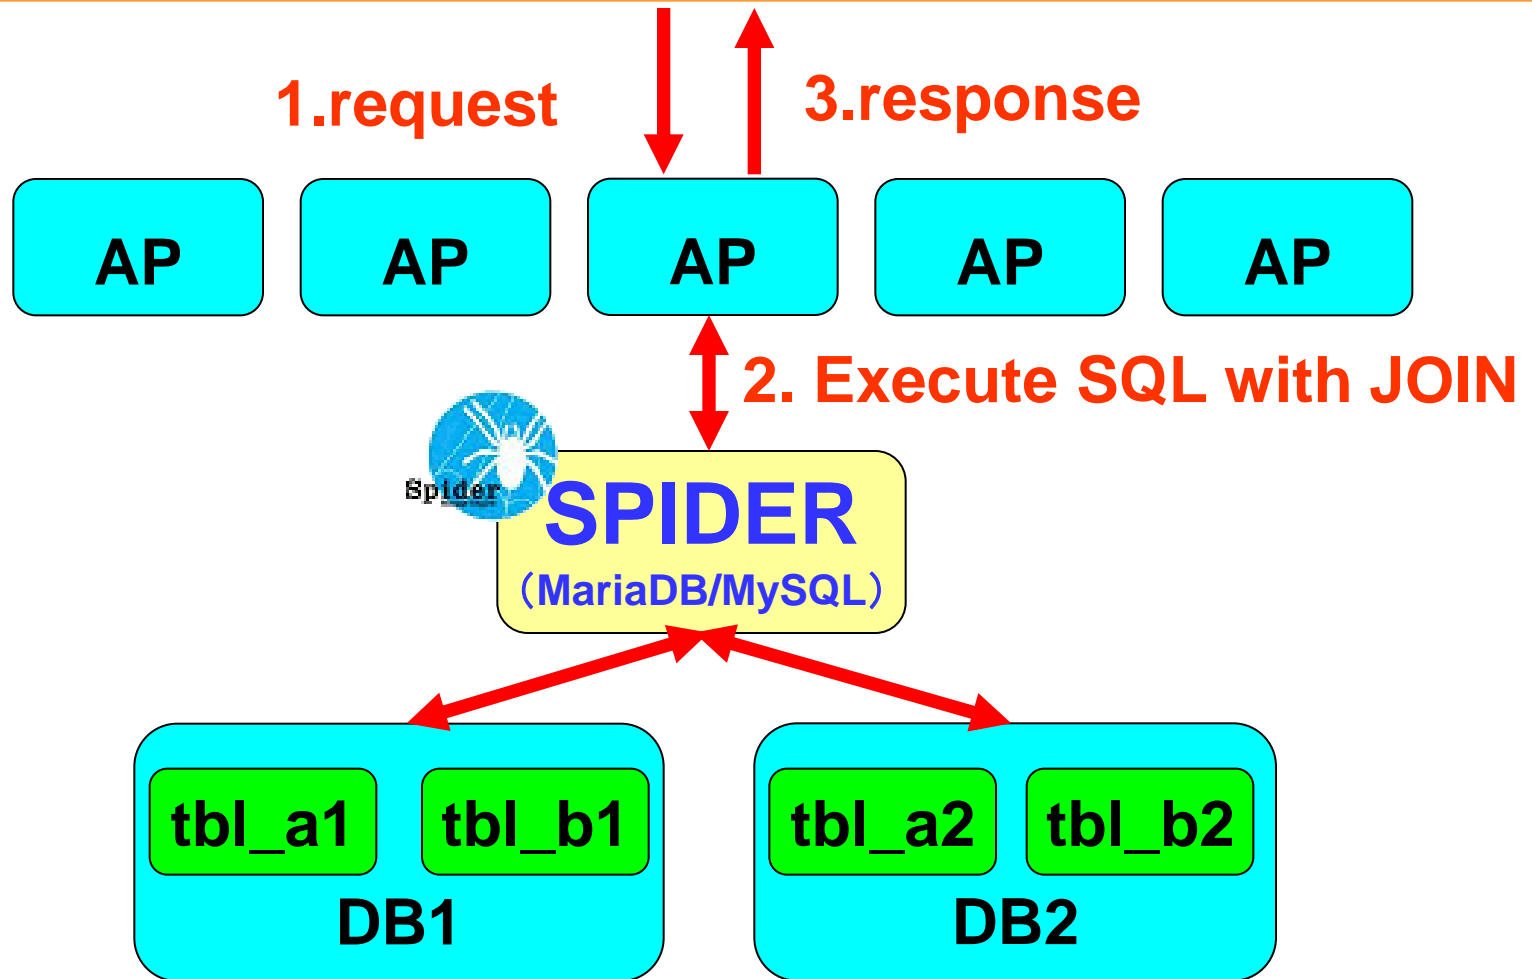 1.request
3.response
AP AP AP AP AP
2. Execute SQL with JOIN
Spider
SPIDER
（MariaDB/MySQL）
tbl_a1 tbl_b1 tbl_a2 tbl_b2
DB1 DB2